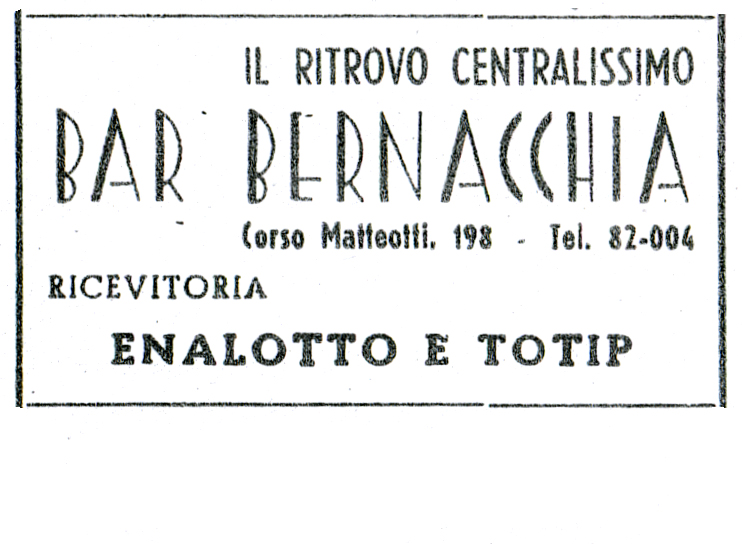 IL RITROVO CENTRALISSIMO
BAR BERNACCHIA
Corso Matteotti, 198 - Tel. 82-004
RICEVITORIA
ENALOTTO E TOTIP